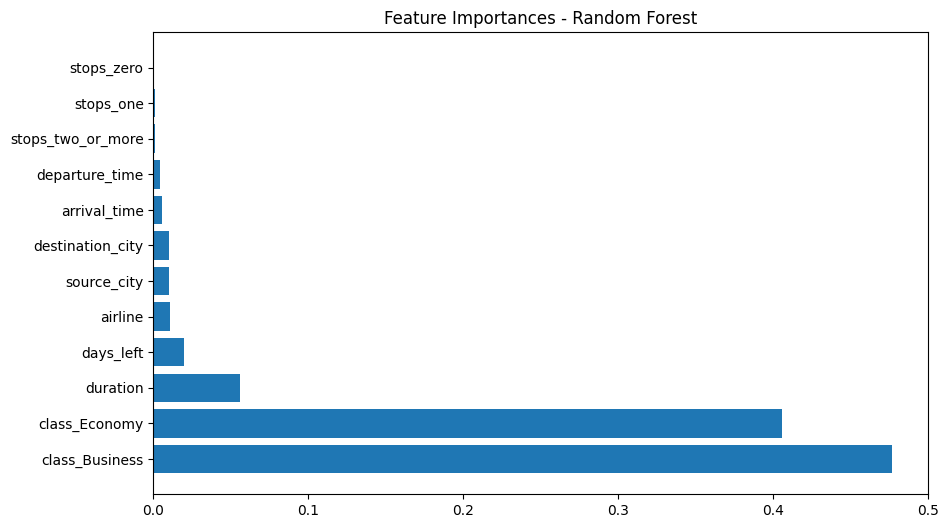 Feature Importances - Random Forest
stops_zero
stops_one
stops_two_or_more
departure_time
arrival_time
destination_city
source_city
airline
days_left
duration
class_Economy
class_Business
0.0 0.1 0.2 0.3 0.4 0.5